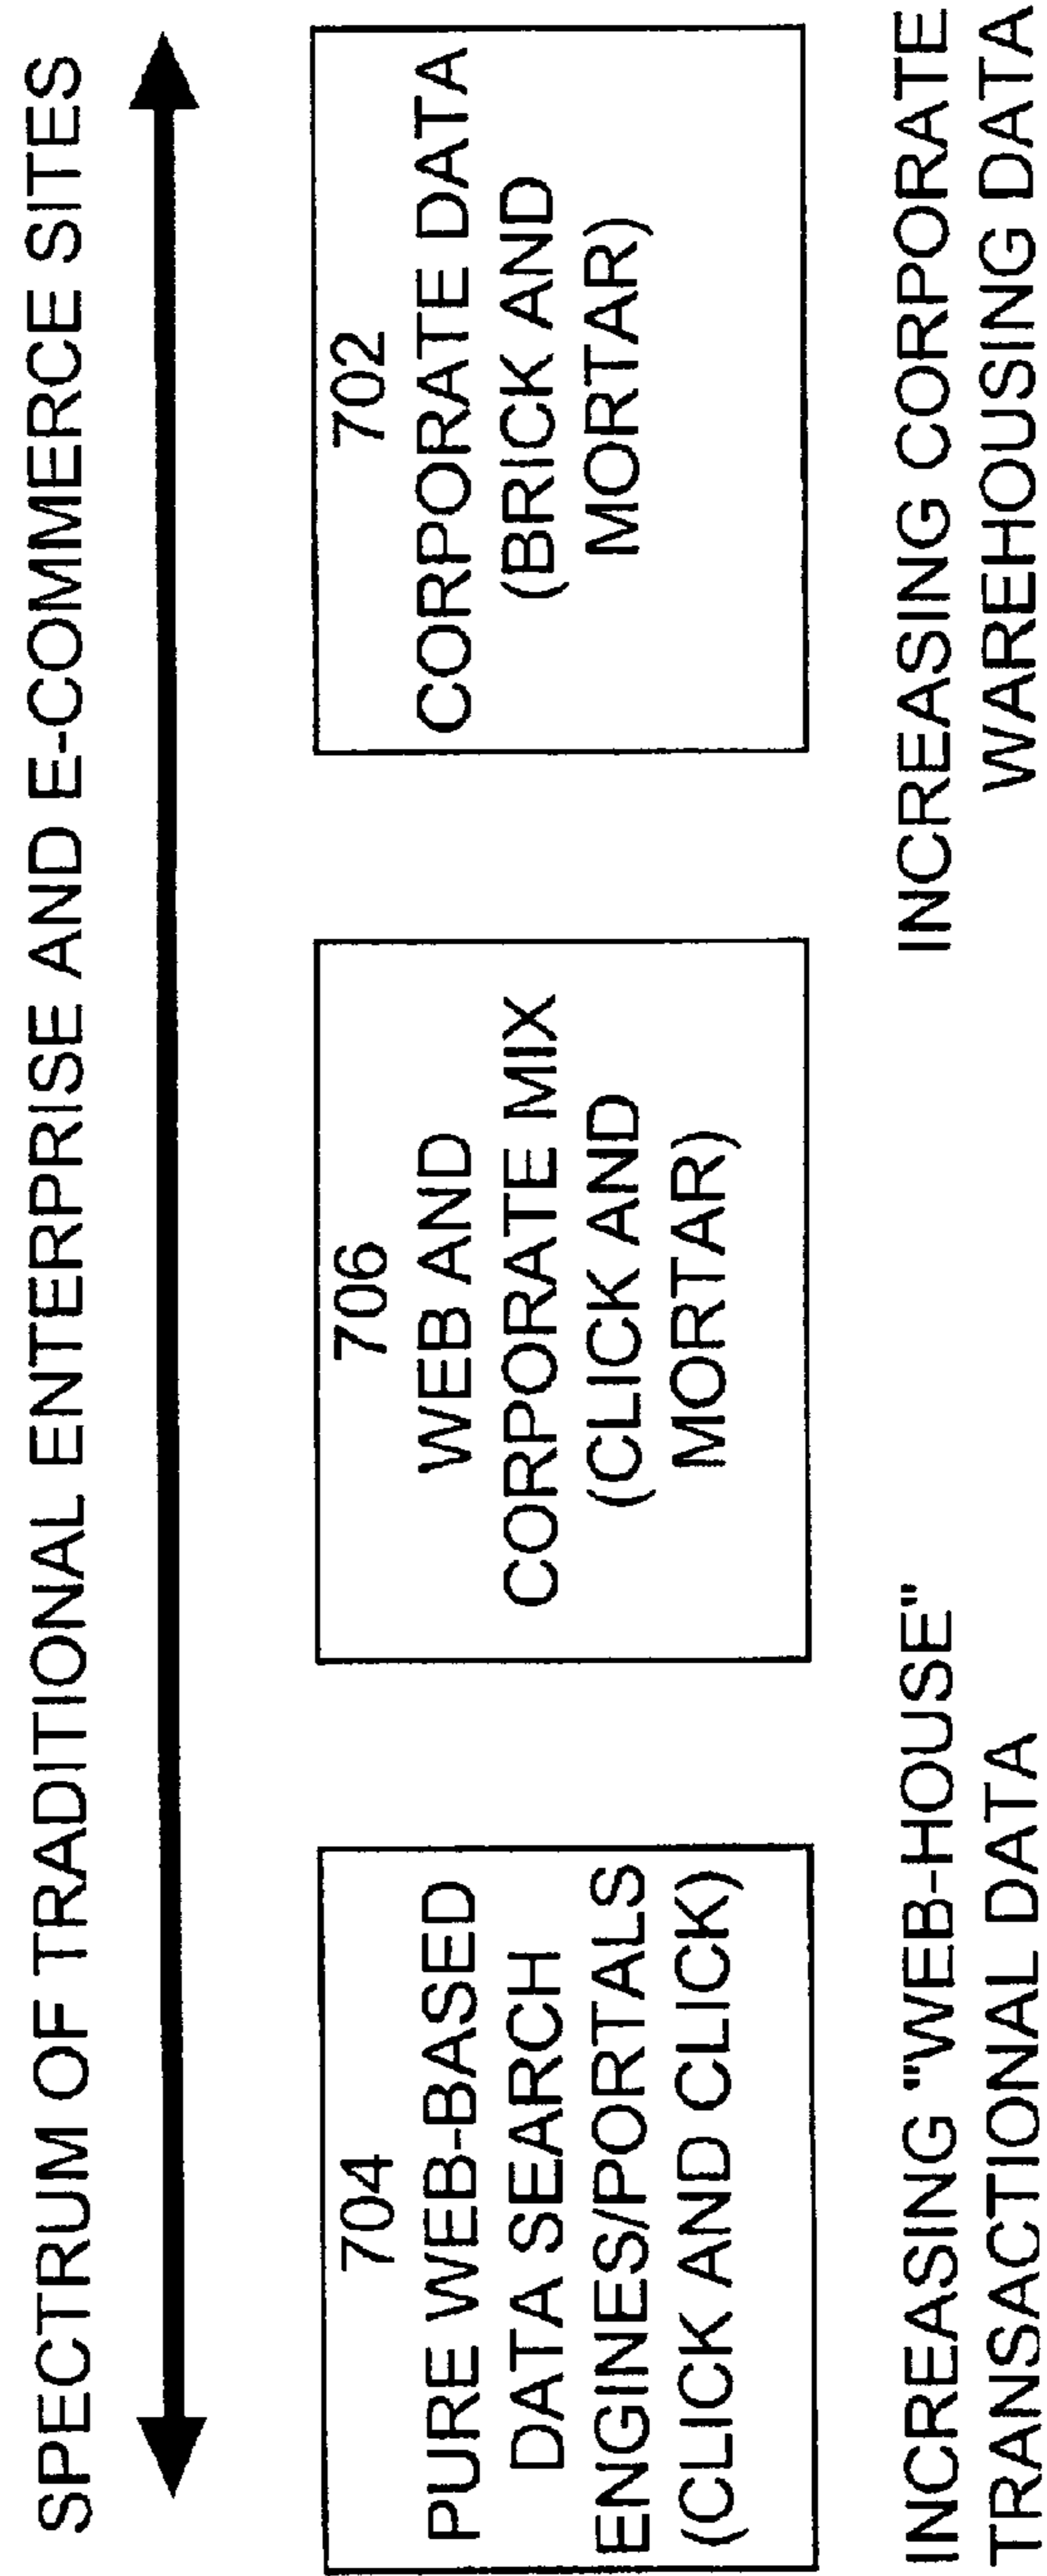 SPECTRUM OF TRADITIONAL ENTERPRISE AND E-COMMERCE SITES
704
PURE WEB-BASED
DATA SEARCH
ENGINES/PORTALS
(CLICK AND CLICK)
706
WEB AND
CORPORATE MIX
(CLICK AND
MORTAR)
702
CORPORATE DATA
(BRICK AND
MORTAR)
INCREASING "WEB-HOUSE"
TRANSACTIONAL DATA
INCREASING CORPORATE
WAREHOUSING DATA